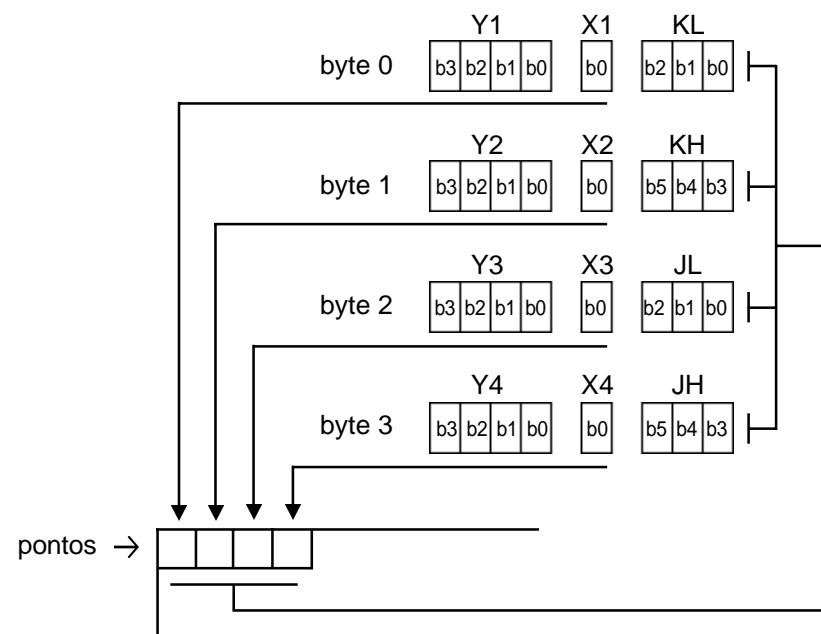 Y1 X1 KL
byte 0 b3 b2 b1 b0 b0 b2 b1 b0
Y2 X2 KH
byte 1 b3 b2 b1 b0 b0 b5 b4 b3
Y3 X3 JL
byte 2 b3 b2 b1 b0 b0 b2 b1 b0
Y4 X4 JH
byte 3 b3 b2 b1 b0 b0 b5 b4 b3
pontos